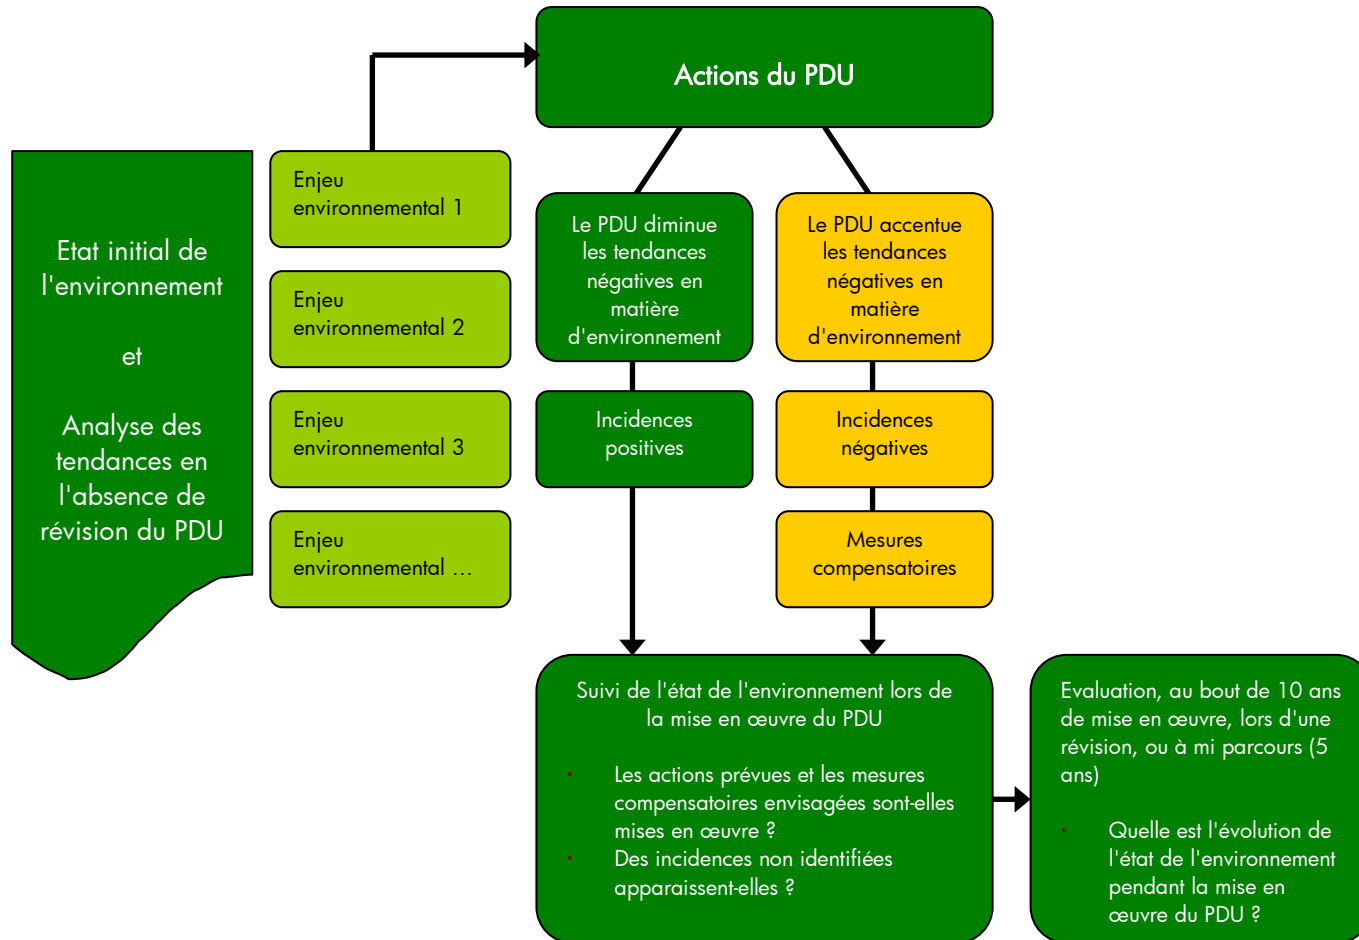 Actions du PDU
Etat initial de
l'environnement
et
Analyse des
tendances en
l'absence de
révision du PDU
Enjeu
environnemental 1
Enjeu
environnemental 2
Enjeu
environnemental 3
Enjeu
environnemental ...
Le PDU diminue
les tendances
négatives en
matière
d'environnement
Le PDU accentue
les tendances
négatives en
matière
d'environnement
Incidences
positives
Incidences
négatives
Mesures
compensatoires
Suivi de l'état de l'environnement lors de
la mise en œuvre du PDU
• Les actions prévues et les mesures
compensatoires envisagées sont-elles
mises en œuvre ?
• Des incidences non identifiées
apparaissent-elles ?
Evaluation, au bout de 10 ans
de mise en œuvre, lors d'une
révision, ou à mi parcours (5
ans)
• Quelle est l'évolution de
l'état de l'environnement
pendant la mise en
œuvre du PDU ?